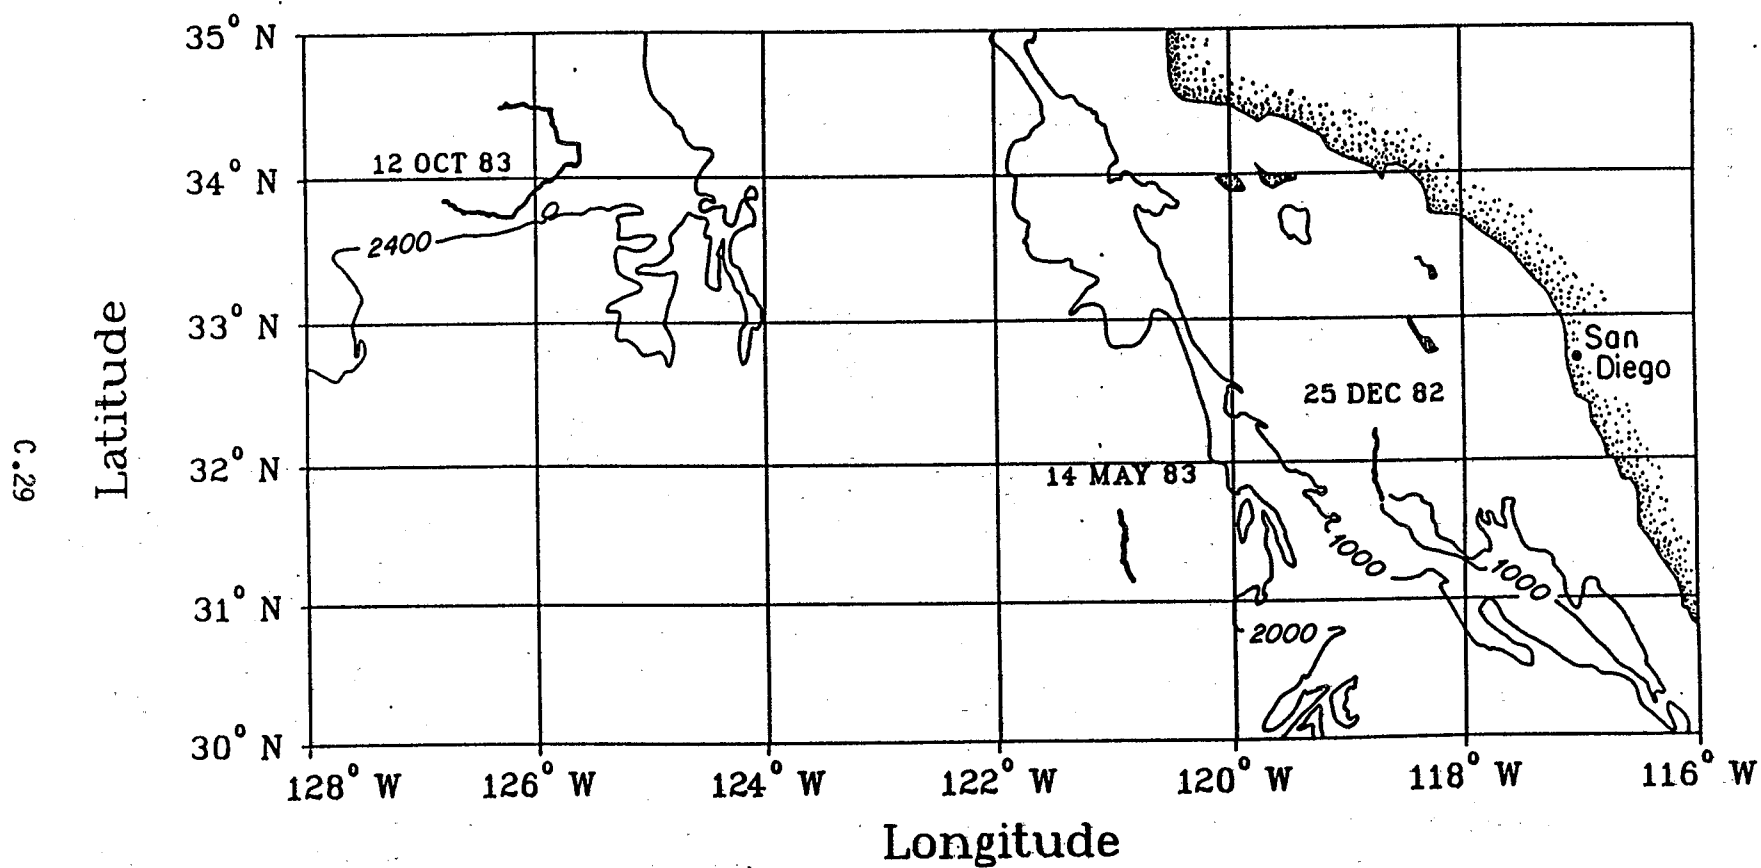 35° N
34° N
33° N
32° N
31° N
30° N
Latitude
C.29
12 OCT 83
2400
San
Diego
25 DEC 82
14 MAY 83
1000
1000
2000
128° W
126° W
124° W
122° W
120° W
118° W
116° W
Longitude